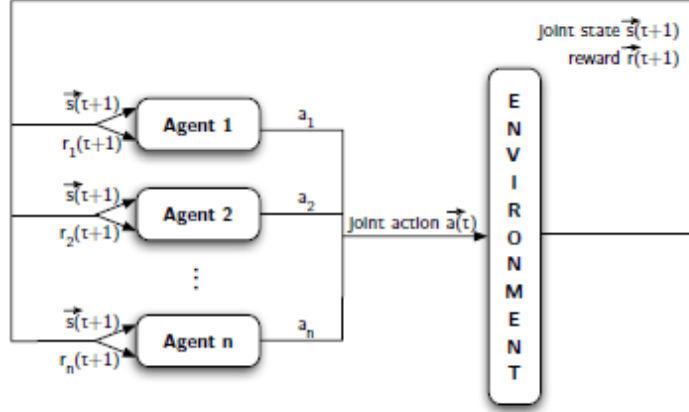 joint state s⃗(τ+1)
reward r⃗(τ+1)
s⃗(τ+1)
Agent 1
a₁
r₁(τ+1)
s⃗(τ+1)
Agent 2
a₂
r₂(τ+1)
joint action a⃗(τ)
⋮
s⃗(τ+1)
Agent n
aₙ
rₙ(τ+1)
E
N
V
I
R
O
N
M
E
N
T